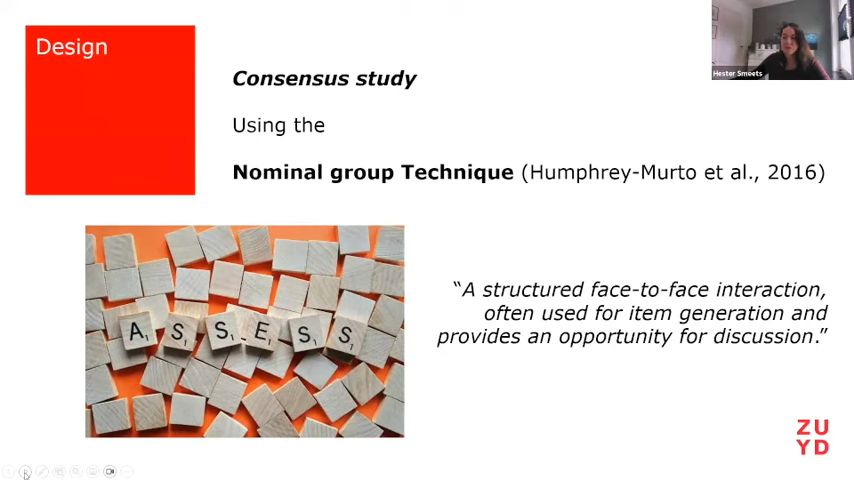 Design
Consensus study
Using the
Nominal group Technique (Humphrey-Murto et al., 2016)
Hester Smeets
A S S E S S
“A structured face-to-face interaction,
often used for item generation and
provides an opportunity for discussion.”
ZU
YD